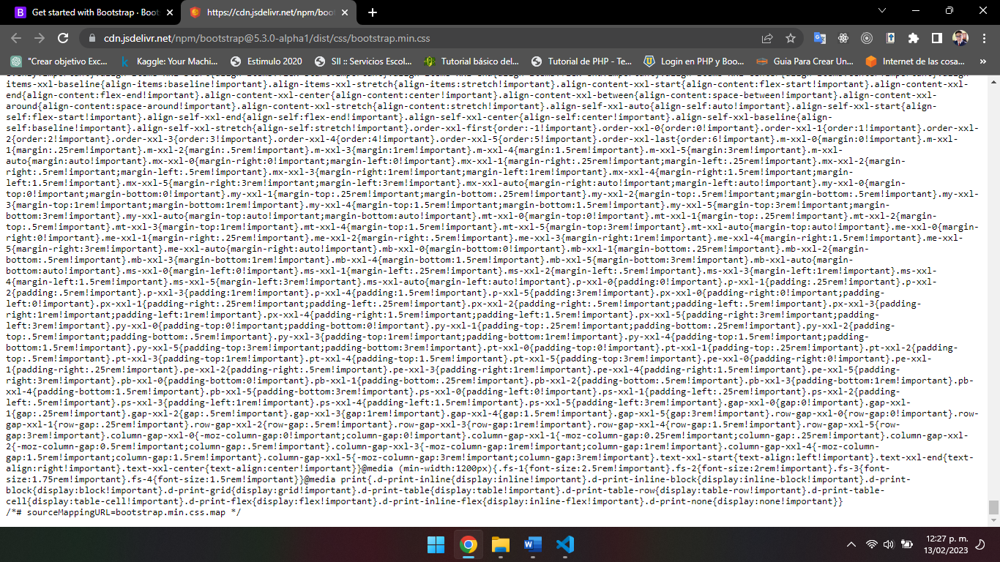 Get started with Bootstrap · Boot
https://cdn.jsdelivr.net/npm/boot
cdn.jsdelivr.net/npm/bootstrap@5.3.0-alpha1/dist/css/bootstrap.min.css
"Crear objetivo Exc...
Kaggle: Your Machi...
Estimulo 2020
SII :: Servicios Escol...
Tutorial básico del...
Tutorial de PHP - Te...
Login en PHP y Boo...
Guia Para Crear Un...
Internet de las cosa...
items-xxl-baseline{align-items:baseline!important}.align-items-xxl-stretch{align-items:stretch!important}.align-content-xxl-start{align-content:flex-start!important}.align-content-xxl-
end{align-content:flex-end!important}.align-content-xxl-center{align-content:center!important}.align-content-xxl-between{align-content:space-between!important}.align-content-xxl-
around{align-content:space-around!important}.align-content-xxl-stretch{align-content:stretch!important}.align-self-xxl-auto{align-self:auto!important}.align-self-xxl-start{align-
self:flex-start!important}.align-self-xxl-end{align-self:flex-end!important}.align-self-xxl-center{align-self:center!important}.align-self-xxl-baseline{align-
self:baseline!important}.align-self-xxl-stretch{align-self:stretch!important}.order-xxl-first{order:-1!important}.order-xxl-0{order:0!important}.order-xxl-1{order:1!important}.order-xxl-
2{order:2!important}.order-xxl-3{order:3!important}.order-xxl-4{order:4!important}.order-xxl-5{order:5!important}.order-xxl-last{order:6!important}.m-xxl-0{margin:0!important}.m-xxl-
1{margin:.25rem!important}.m-xxl-2{margin:.5rem!important}.m-xxl-3{margin:1rem!important}.m-xxl-4{margin:1.5rem!important}.m-xxl-5{margin:3rem!important}.m-xxl-
auto{margin:auto!important}.mx-xxl-0{margin-right:0!important;margin-left:0!important}.mx-xxl-1{margin-right:.25rem!important;margin-left:.25rem!important}.mx-xxl-2{margin-
right:.5rem!important;margin-left:.5rem!important}.mx-xxl-3{margin-right:1rem!important;margin-left:1rem!important}.mx-xxl-4{margin-right:1.5rem!important;margin-
left:1.5rem!important}.mx-xxl-5{margin-right:3rem!important;margin-left:3rem!important}.mx-xxl-auto{margin-right:auto!important;margin-left:auto!important}.my-xxl-0{margin-
top:0!important;margin-bottom:0!important}.my-xxl-1{margin-top:.25rem!important;margin-bottom:.25rem!important}.my-xxl-2{margin-top:.5rem!important;margin-bottom:.5rem!important}.my-xxl-
3{margin-top:1rem!important;margin-bottom:1rem!important}.my-xxl-4{margin-top:1.5rem!important;margin-bottom:1.5rem!important}.my-xxl-5{margin-top:3rem!important;margin-
bottom:3rem!important}.my-xxl-auto{margin-top:auto!important;margin-bottom:auto!important}.mt-xxl-0{margin-top:0!important}.mt-xxl-1{margin-top:.25rem!important}.mt-xxl-2{margin-
top:.5rem!important}.mt-xxl-3{margin-top:1rem!important}.mt-xxl-4{margin-top:1.5rem!important}.mt-xxl-5{margin-top:3rem!important}.mt-xxl-auto{margin-top:auto!important}.me-xxl-0{margin-
right:0!important}.me-xxl-1{margin-right:.25rem!important}.me-xxl-2{margin-right:.5rem!important}.me-xxl-3{margin-right:1rem!important}.me-xxl-4{margin-right:1.5rem!important}.me-xxl-
5{margin-right:3rem!important}.me-xxl-auto{margin-right:auto!important}.mb-xxl-0{margin-bottom:0!important}.mb-xxl-1{margin-bottom:.25rem!important}.mb-xxl-2{margin-
bottom:.5rem!important}.mb-xxl-3{margin-bottom:1rem!important}.mb-xxl-4{margin-bottom:1.5rem!important}.mb-xxl-5{margin-bottom:3rem!important}.mb-xxl-auto{margin-
bottom:auto!important}.ms-xxl-0{margin-left:0!important}.ms-xxl-1{margin-left:.25rem!important}.ms-xxl-2{margin-left:.5rem!important}.ms-xxl-3{margin-left:1rem!important}.ms-xxl-
4{margin-left:1.5rem!important}.ms-xxl-5{margin-left:3rem!important}.ms-xxl-auto{margin-left:auto!important}.p-xxl-0{padding:0!important}.p-xxl-1{padding:.25rem!important}.p-xxl-
2{padding:.5rem!important}.p-xxl-3{padding:1rem!important}.p-xxl-4{padding:1.5rem!important}.p-xxl-5{padding:3rem!important}.px-xxl-0{padding-right:0!important;padding-
left:0!important}.px-xxl-1{padding-right:.25rem!important;padding-left:.25rem!important}.px-xxl-2{padding-right:.5rem!important;padding-left:.5rem!important}.px-xxl-3{padding-
right:1rem!important;padding-left:1rem!important}.px-xxl-4{padding-right:1.5rem!important;padding-left:1.5rem!important}.px-xxl-5{padding-right:3rem!important;padding-
left:3rem!important}.py-xxl-0{padding-top:0!important;padding-bottom:0!important}.py-xxl-1{padding-top:.25rem!important;padding-bottom:.25rem!important}.py-xxl-2{padding-
top:.5rem!important;padding-bottom:.5rem!important}.py-xxl-3{padding-top:1rem!important;padding-bottom:1rem!important}.py-xxl-4{padding-top:1.5rem!important;padding-
bottom:1.5rem!important}.py-xxl-5{padding-top:3rem!important;padding-bottom:3rem!important}.pt-xxl-0{padding-top:0!important}.pt-xxl-1{padding-top:.25rem!important}.pt-xxl-2{padding-
top:.5rem!important}.pt-xxl-3{padding-top:1rem!important}.pt-xxl-4{padding-top:1.5rem!important}.pt-xxl-5{padding-top:3rem!important}.pe-xxl-0{padding-right:0!important}.pe-xxl-
1{padding-right:.25rem!important}.pe-xxl-2{padding-right:.5rem!important}.pe-xxl-3{padding-right:1rem!important}.pe-xxl-4{padding-right:1.5rem!important}.pe-xxl-5{padding-
right:3rem!important}.pb-xxl-0{padding-bottom:0!important}.pb-xxl-1{padding-bottom:.25rem!important}.pb-xxl-2{padding-bottom:.5rem!important}.pb-xxl-3{padding-bottom:1rem!important}.pb-
xxl-4{padding-bottom:1.5rem!important}.pb-xxl-5{padding-bottom:3rem!important}.ps-xxl-0{padding-left:0!important}.ps-xxl-1{padding-left:.25rem!important}.ps-xxl-2{padding-
left:.5rem!important}.ps-xxl-3{padding-left:1rem!important}.ps-xxl-4{padding-left:1.5rem!important}.ps-xxl-5{padding-left:3rem!important}.gap-xxl-0{gap:0!important}.gap-xxl-
1{gap:.25rem!important}.gap-xxl-2{gap:.5rem!important}.gap-xxl-3{gap:1rem!important}.gap-xxl-4{gap:1.5rem!important}.gap-xxl-5{gap:3rem!important}.row-gap-xxl-0{row-gap:0!important}.row-
gap-xxl-1{row-gap:.25rem!important}.row-gap-xxl-2{row-gap:.5rem!important}.row-gap-xxl-3{row-gap:1rem!important}.row-gap-xxl-4{row-gap:1.5rem!important}.row-gap-xxl-5{row-
gap:3rem!important}.column-gap-xxl-0{-moz-column-gap:0!important;column-gap:0!important}.column-gap-xxl-1{-moz-column-gap:0.25rem!important;column-gap:.25rem!important}.column-gap-xxl-
2{-moz-column-gap:0.5rem!important;column-gap:.5rem!important}.column-gap-xxl-3{-moz-column-gap:1rem!important;column-gap:1rem!important}.column-gap-xxl-4{-moz-column-
gap:1.5rem!important;column-gap:1.5rem!important}.column-gap-xxl-5{-moz-column-gap:3rem!important;column-gap:3rem!important}.text-xxl-start{text-align:left!important}.text-xxl-end{text-
align:right!important}.text-xxl-center{text-align:center!important}}@media (min-width:1200px){.fs-1{font-size:2.5rem!important}.fs-2{font-size:2rem!important}.fs-3{font-
size:1.75rem!important}.fs-4{font-size:1.5rem!important}}@media print{.d-print-inline{display:inline!important}.d-print-inline-block{display:inline-block!important}.d-print-
block{display:block!important}.d-print-grid{display:grid!important}.d-print-table{display:table!important}.d-print-table-row{display:table-row!important}.d-print-table-
cell{display:table-cell!important}.d-print-flex{display:flex!important}.d-print-inline-flex{display:inline-flex!important}.d-print-none{display:none!important}}
/*# sourceMappingURL=bootstrap.min.css.map */
12:27 p. m.
13/02/2023